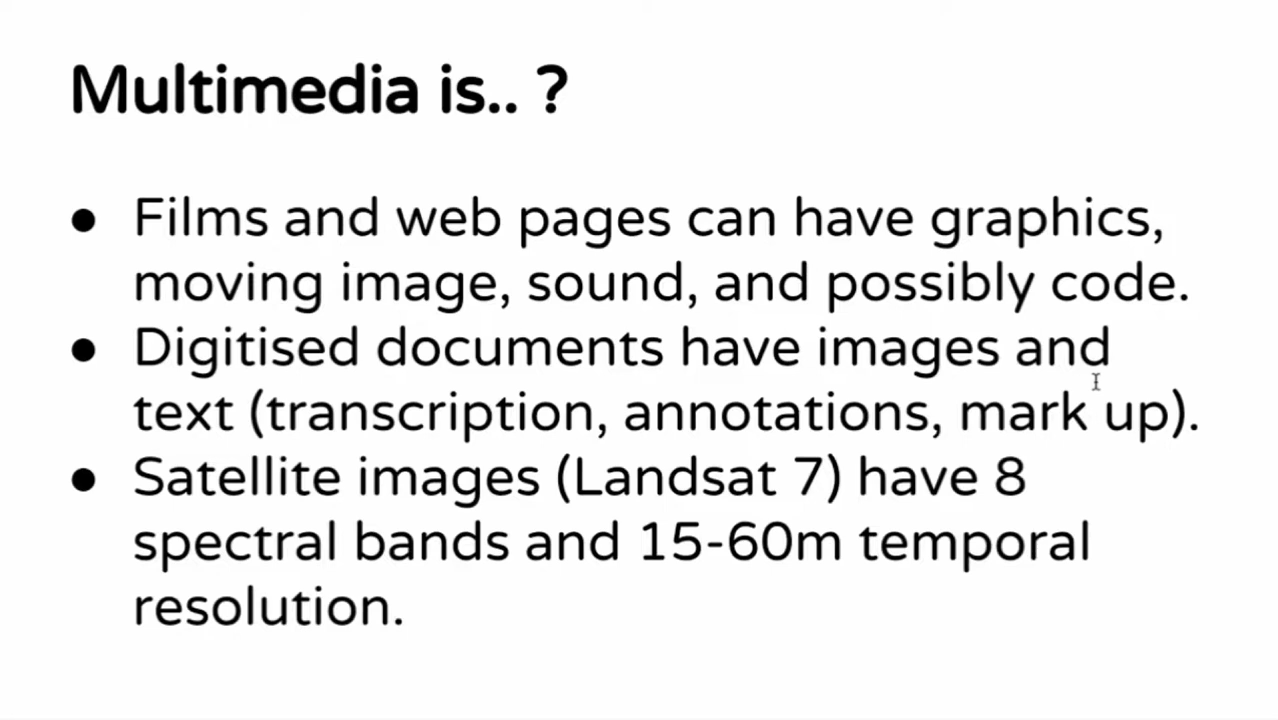 Multimedia is.. ?
● Films and web pages can have graphics,
moving image, sound, and possibly code.
● Digitised documents have images and
text (transcription, annotations, mark up).
● Satellite images (Landsat 7) have 8
spectral bands and 15-60m temporal
resolution.